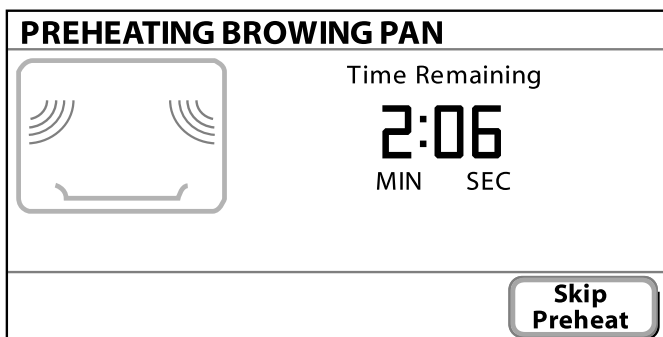 PREHEATING BROWING PAN
Time Remaining
2:06
MIN SEC
Skip
Preheat